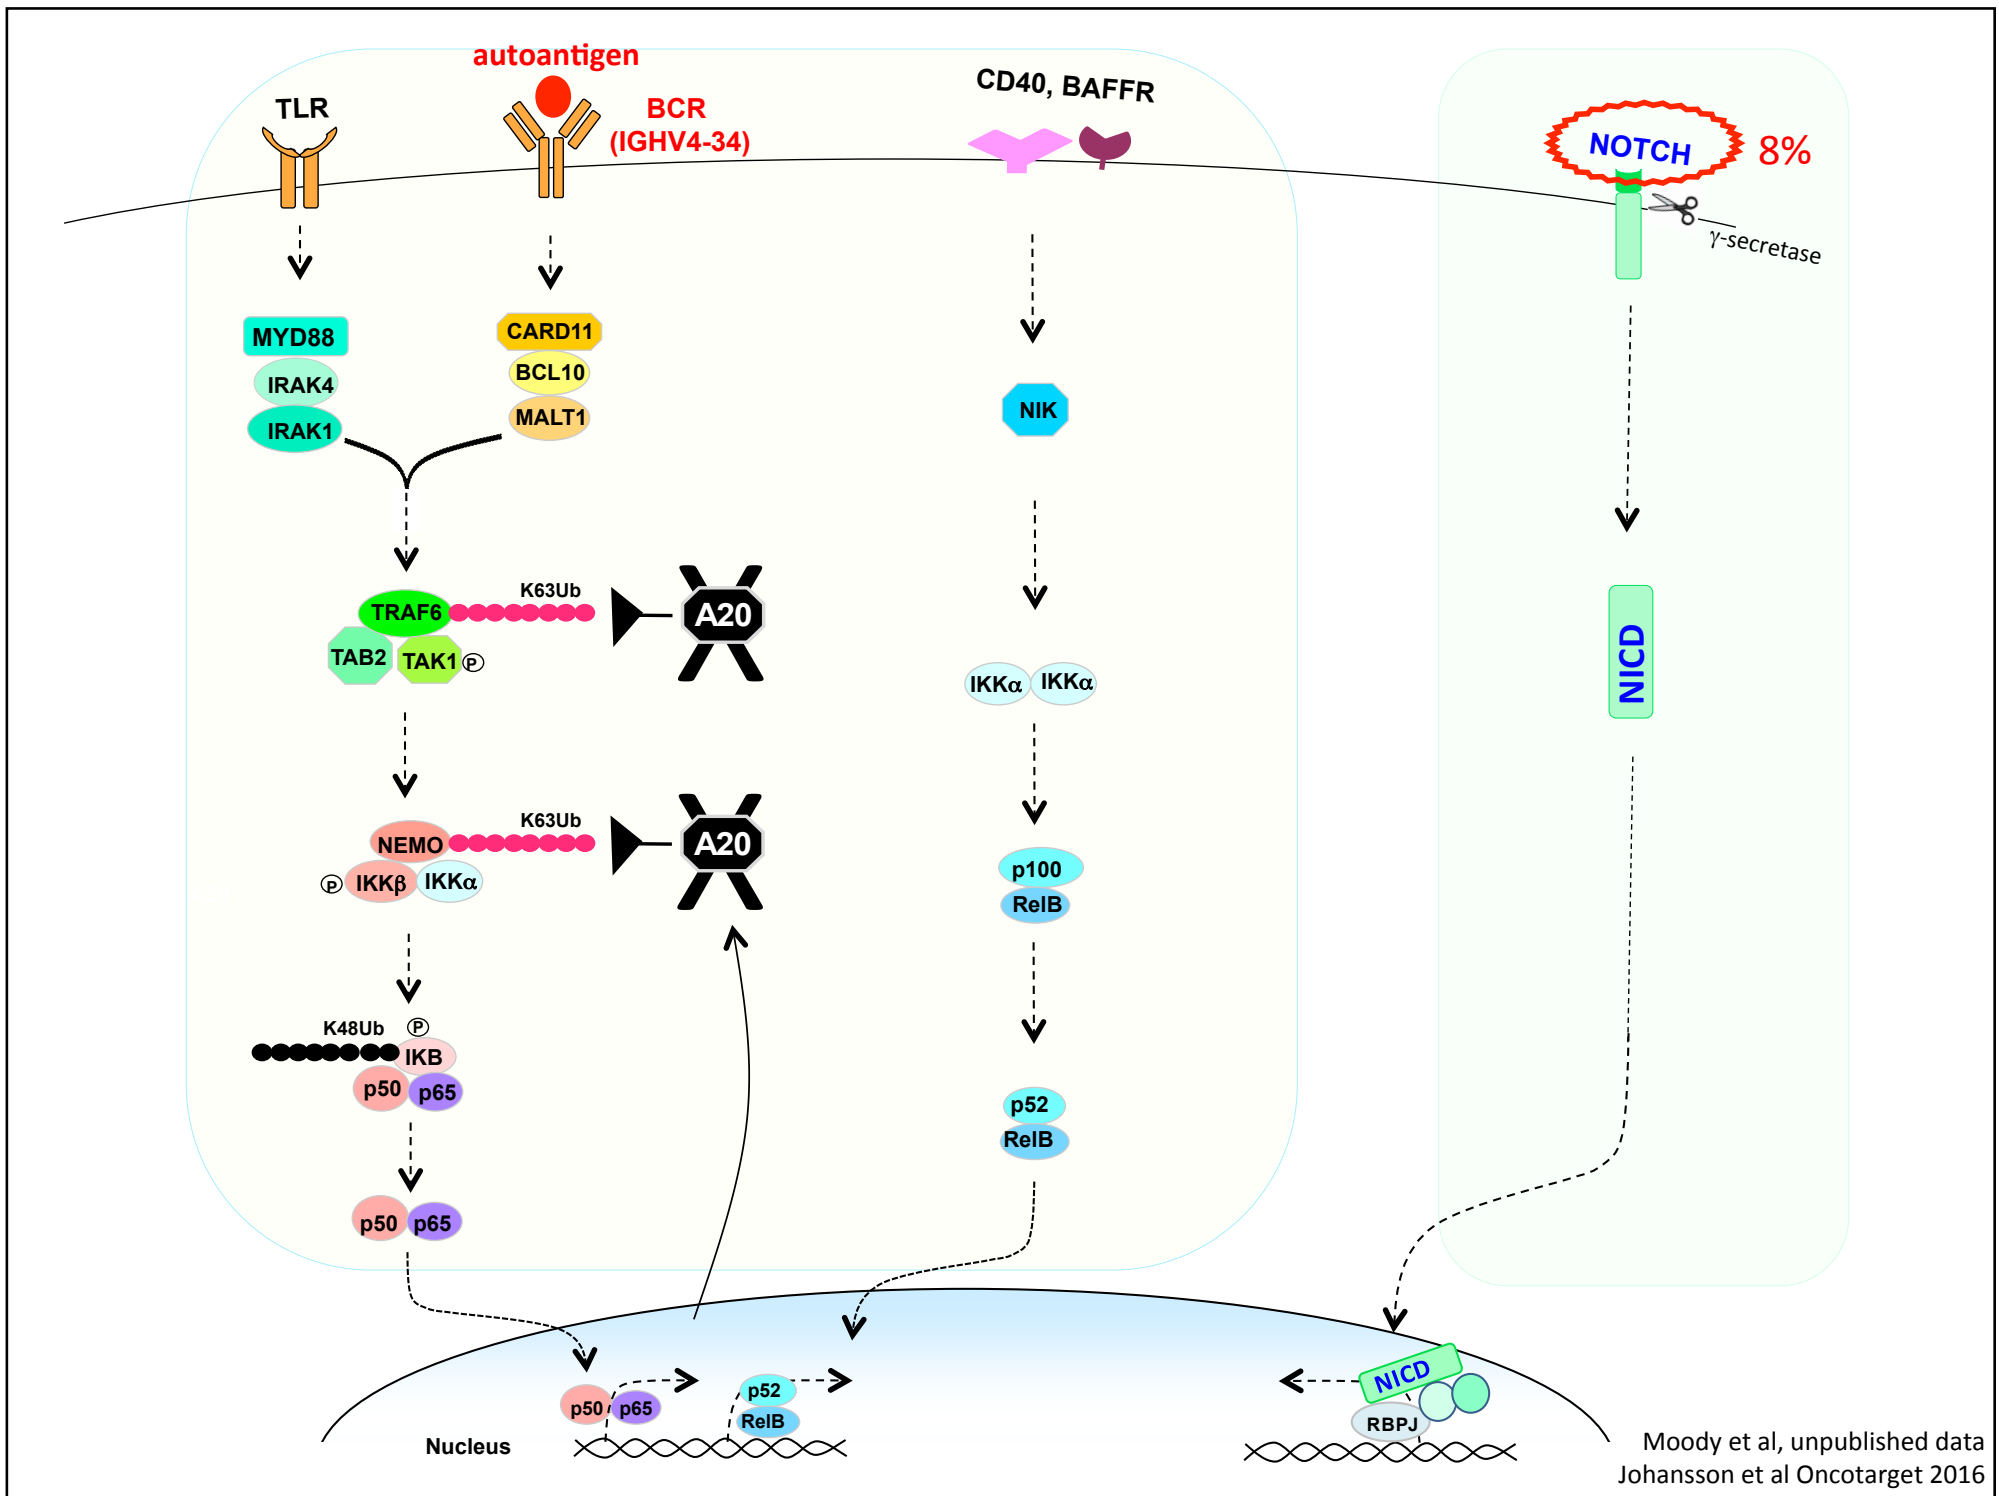 autoantigen
TLR
BCR
(IGHV4-34)
CD40, BAFFR
NOTCH
8%
γ-secretase
MYD88
IRAK4
IRAK1
CARD11
BCL10
MALT1
NIK
TRAF6
K63Ub
A20
TAB2
TAK1
P
IKKα
IKKα
NICD
NEMO
K63Ub
A20
P
IKKβ
IKKα
p100
RelB
K48Ub
P
IKB
p50
p65
p52
RelB
p50
p65
p50
p65
p52
RelB
NICD
RBPJ
Nucleus
Moody et al, unpublished data
Johansson et al Oncotarget 2016